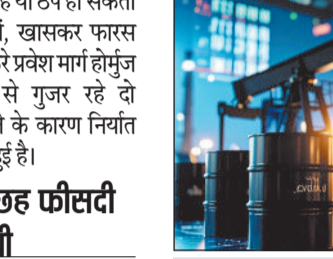 या ठप हो सकती
खासकर फारस
प्रवेश मार्ग होर्मुज
से गुजर रहे दो
के कारण निर्यात
है।
छह फीसदी